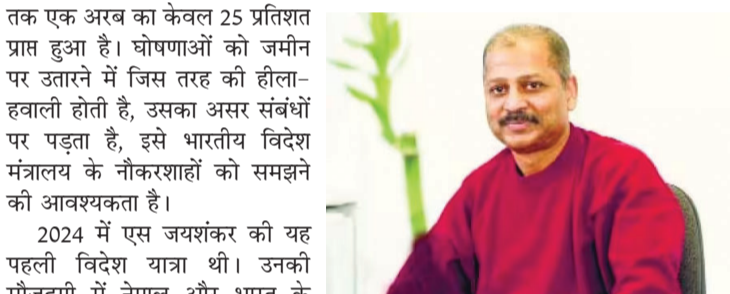 तक एक अरब का केवल 25 प्रतिशत
प्राप्त हुआ है। घोषणाओं को जमीन
पर उतारने में जिस तरह की हीला-
हवाली होती है, उसका असर संबंधों
पर पड़ता है, इसे भारतीय विदेश
मंत्रालय के नौकरशाहों को समझने
की आवश्यकता है।
2024 में एस जयशंकर की यह
पहली विदेश यात्रा थी। उनकी